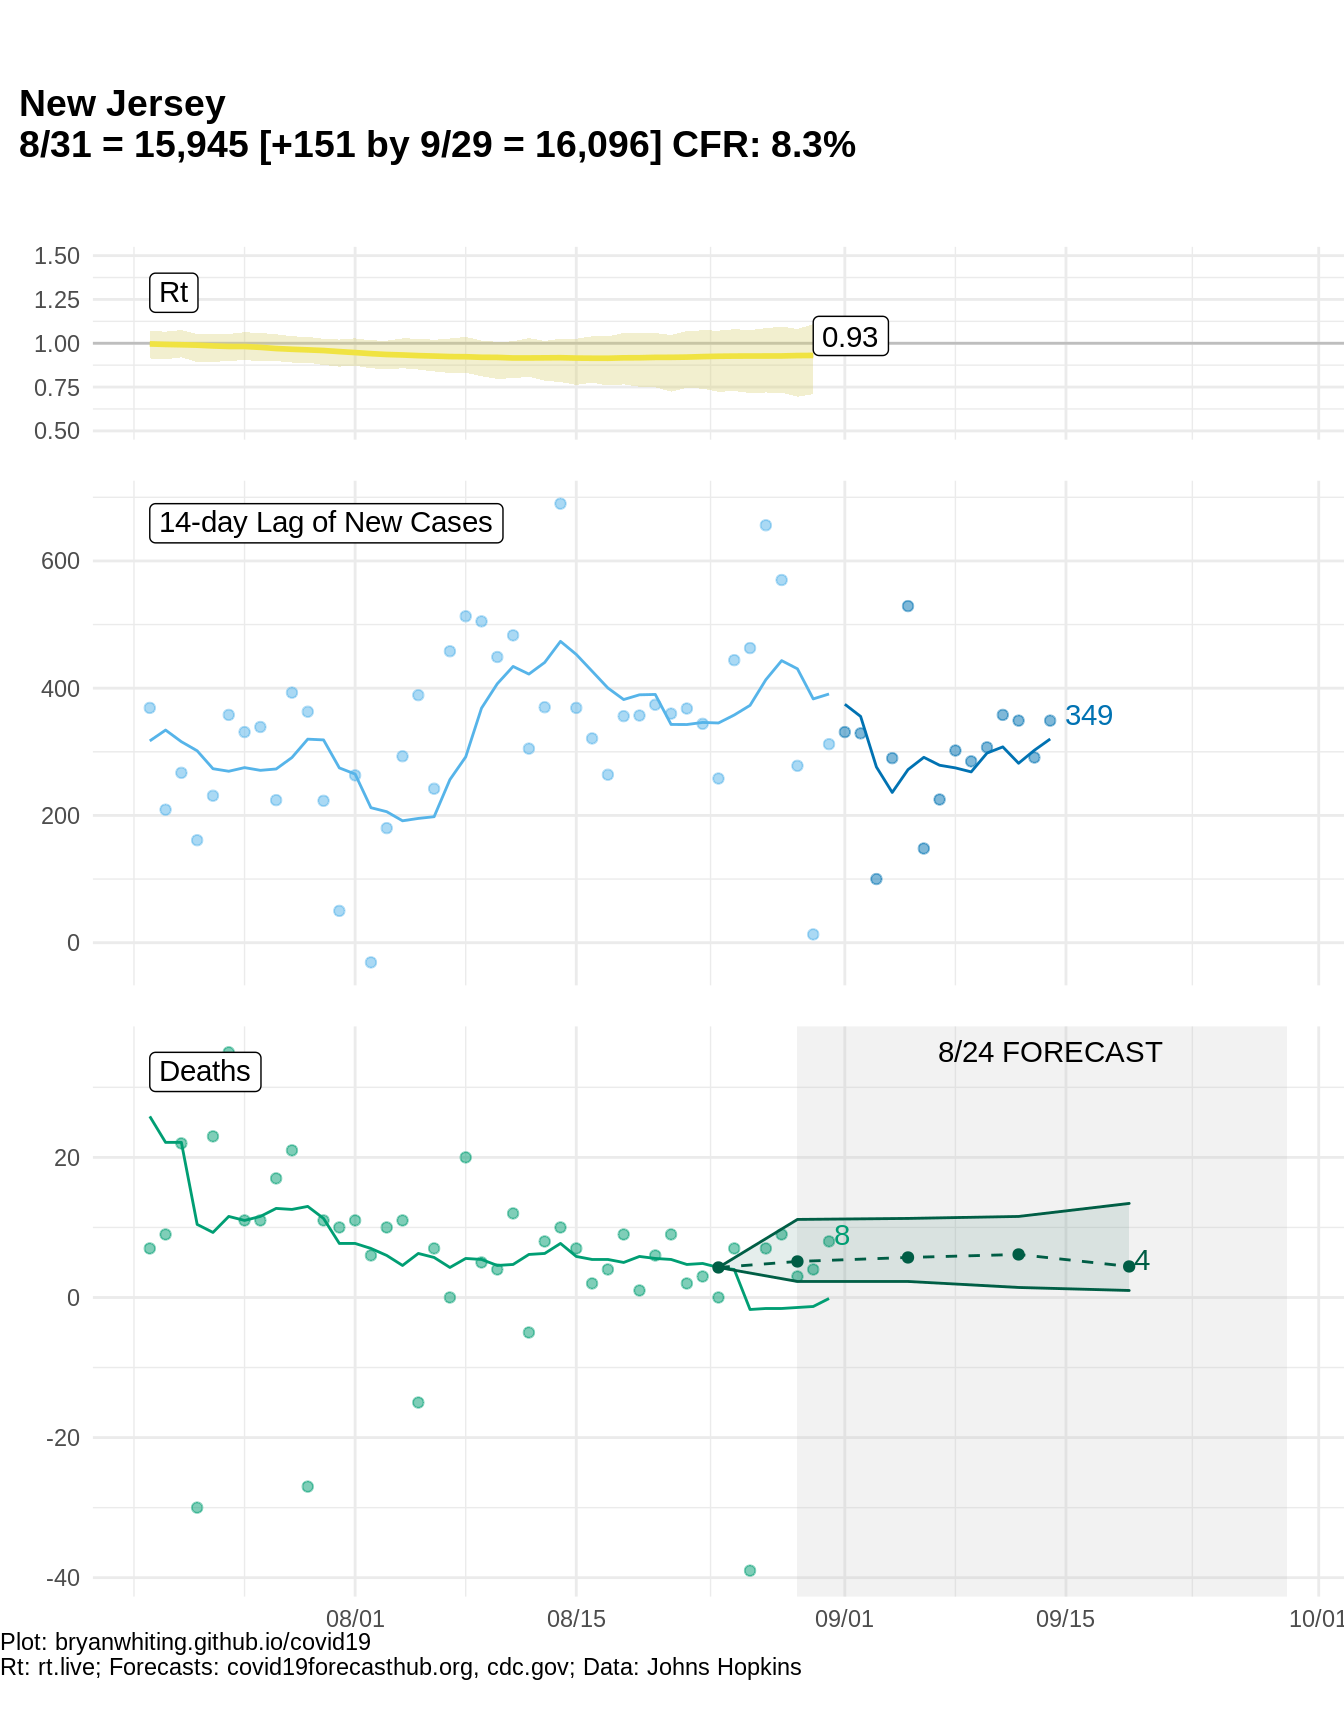 New Jersey
8/31 = 15,945 [+151 by 9/29 = 16,096] CFR: 8.3%
1.50
1.25
1.00
0.75
0.50
Rt
0.93
600
400
200
0
14-day Lag of New Cases
349
20
0
-20
-40
Deaths
8/24 FORECAST
8
4
08/01 08/15 09/01 09/15 10/01
Plot: bryanwhiting.github.io/covid19
Rt: rt.live; Forecasts: covid19forecasthub.org, cdc.gov; Data: Johns Hopkins